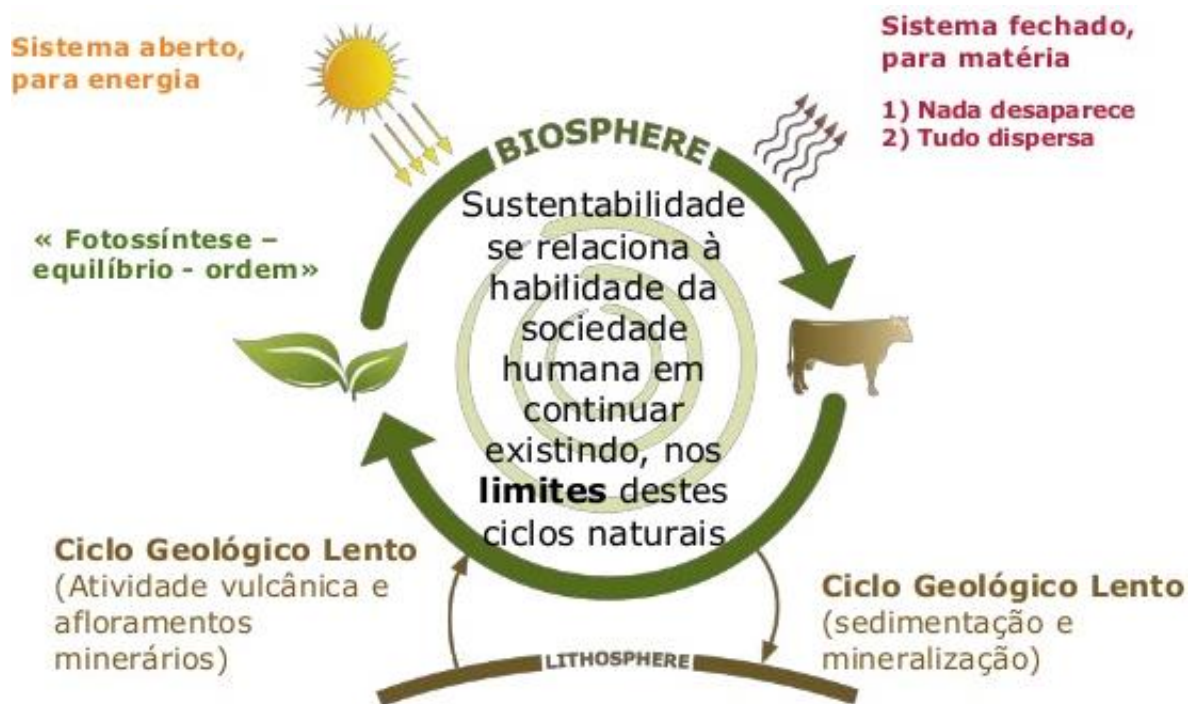 Sistema aberto,
para energia
Sistema fechado,
para matéria
1) Nada desaparece
2) Tudo dispersa
BIOSPHERE
« Fotossíntese –
equilíbrio - ordem»
Sustentabilidade
se relaciona à
habilidade da
sociedade
humana em
continuar
existindo, nos
limites destes
ciclos naturais
Ciclo Geológico Lento
(Atividade vulcânica e
afloramentos
minerários)
Ciclo Geológico Lento
(sedimentação e
mineralização)
LITHOSPHERE